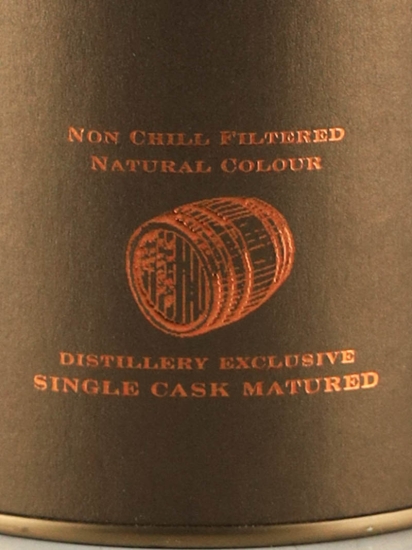 Non Chill Filtered
Natural Colour
DISTILLERY EXCLUSIVE
SINGLE CASK MATURED